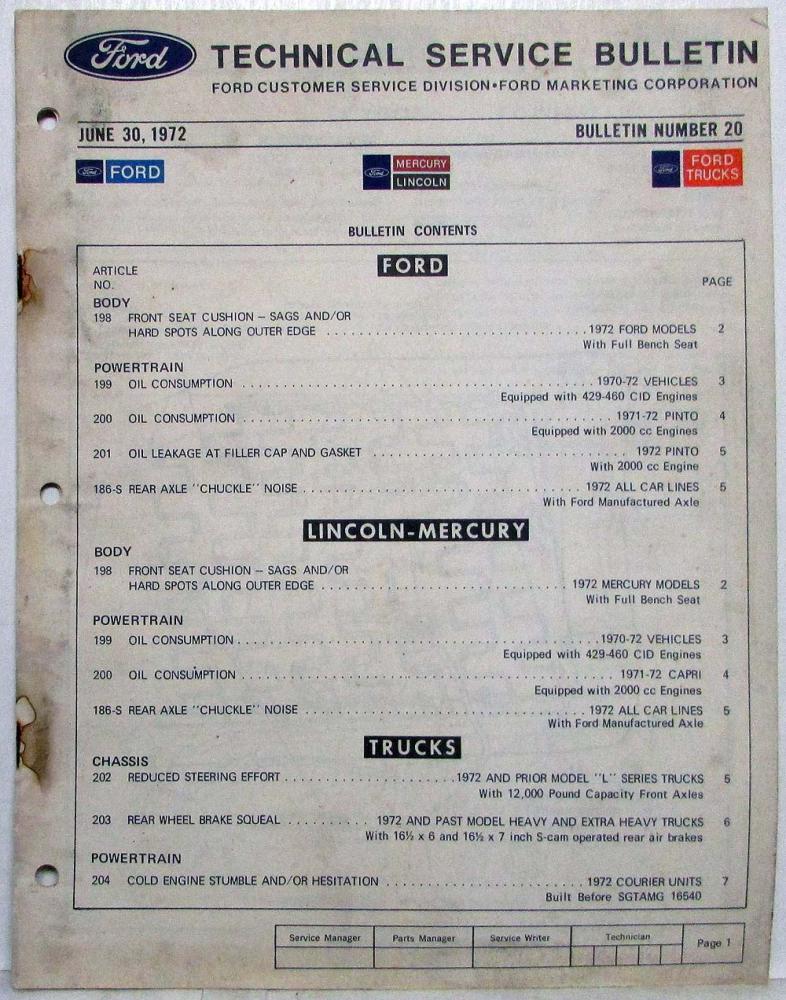 Ford TECHNICAL SERVICE BULLETIN
FORD CUSTOMER SERVICE DIVISION•FORD MARKETING CORPORATION
JUNE 30, 1972 BULLETIN NUMBER 20
Ford FORD Ford MERCURY LINCOLN Ford FORD TRUCKS
BULLETIN CONTENTS
FORD
ARTICLE NO. PAGE
BODY
198 FRONT SEAT CUSHION – SAGS AND/OR
HARD SPOTS ALONG OUTER EDGE ........ 1972 FORD MODELS 2
With Full Bench Seat
POWERTRAIN
199 OIL CONSUMPTION ........ 1970-72 VEHICLES 3
Equipped with 429-460 CID Engines
200 OIL CONSUMPTION ........ 1971-72 PINTO 4
Equipped with 2000 cc Engines
201 OIL LEAKAGE AT FILLER CAP AND GASKET ........ 1972 PINTO 5
With 2000 cc Engine
186-S REAR AXLE "CHUCKLE" NOISE ........ 1972 ALL CAR LINES 5
With Ford Manufactured Axle
LINCOLN-MERCURY
BODY
198 FRONT SEAT CUSHION – SAGS AND/OR
HARD SPOTS ALONG OUTER EDGE ........ 1972 MERCURY MODELS 2
With Full Bench Seat
POWERTRAIN
199 OIL CONSUMPTION ........ 1970-72 VEHICLES 3
Equipped with 429-460 CID Engines
200 OIL CONSUMPTION ........ 1971-72 CAPRI 4
Equipped with 2000 cc Engines
186-S REAR AXLE "CHUCKLE" NOISE ........ 1972 ALL CAR LINES 5
With Ford Manufactured Axle
TRUCKS
CHASSIS
202 REDUCED STEERING EFFORT ........ 1972 AND PRIOR MODEL "L" SERIES TRUCKS 5
With 12,000 Pound Capacity Front Axles
203 REAR WHEEL BRAKE SQUEAL ........ 1972 AND PAST MODEL HEAVY AND EXTRA HEAVY TRUCKS 6
With 16½ x 6 and 16½ x 7 inch S-cam operated rear air brakes
POWERTRAIN
204 COLD ENGINE STUMBLE AND/OR HESITATION ........ 1972 COURIER UNITS 7
Built Before SGTAMG 16540
Service Manager Parts Manager Service Writer Technician Page 1